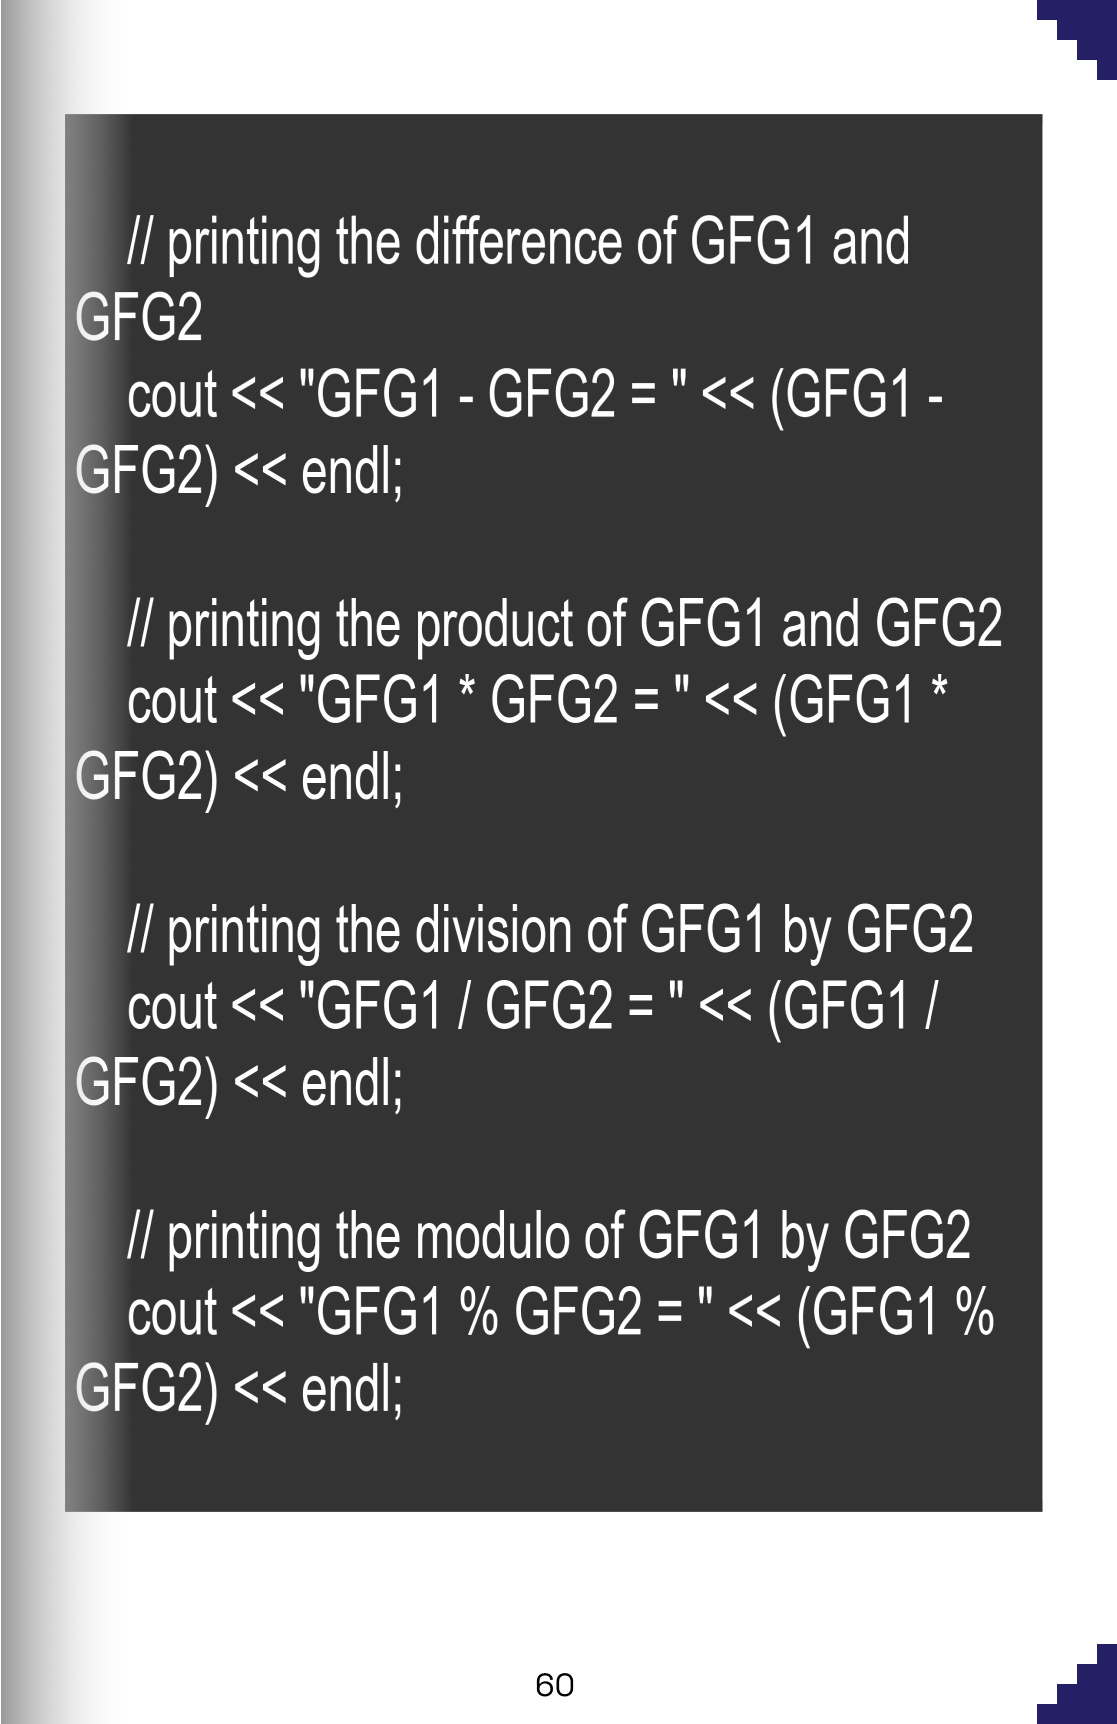 // printing the difference of GFG1 and
GFG2
cout << "GFG1 - GFG2 = " << (GFG1 -
GFG2) << endl;
// printing the product of GFG1 and GFG2
cout << "GFG1 * GFG2 = " << (GFG1 *
GFG2) << endl;
// printing the division of GFG1 by GFG2
cout << "GFG1 / GFG2 = " << (GFG1 /
GFG2) << endl;
// printing the modulo of GFG1 by GFG2
cout << "GFG1 % GFG2 = " << (GFG1 %
GFG2) << endl;
60